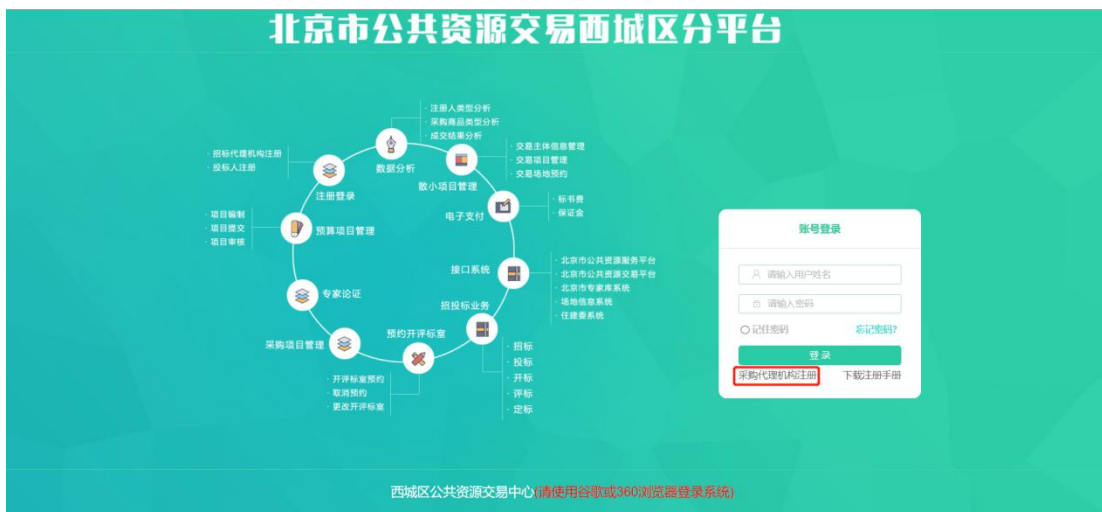 北京市公共资源交易西城区分平台
· 注册人类型分析
· 采购商品类型分析
· 成交结果分析
数据分析
· 交易主体信息管理
· 交易项目管理
· 交易场地预约
散小项目管理
· 招标代理机构注册
· 投标人注册
注册登录
· 标书费
· 保证金
电子支付
· 项目编制
· 项目提交
· 项目审核
预算项目管理
· 北京市公共资源服务平台
· 北京市公共资源交易平台
· 北京市专家库系统
· 场地信息系统
· 住建委系统
接口系统
专家论证
招投标业务
· 招标
· 投标
· 开标
· 评标
· 定标
预约开评标室
采购项目管理
· 开评标室预约
· 取消预约
· 更改开评标室
账号登录
请输入用户姓名
请输入密码
记住密码 忘记密码?
登录
采购代理机构注册 下载注册手册
西城区公共资源交易中心(请使用谷歌或360浏览器登录系统)